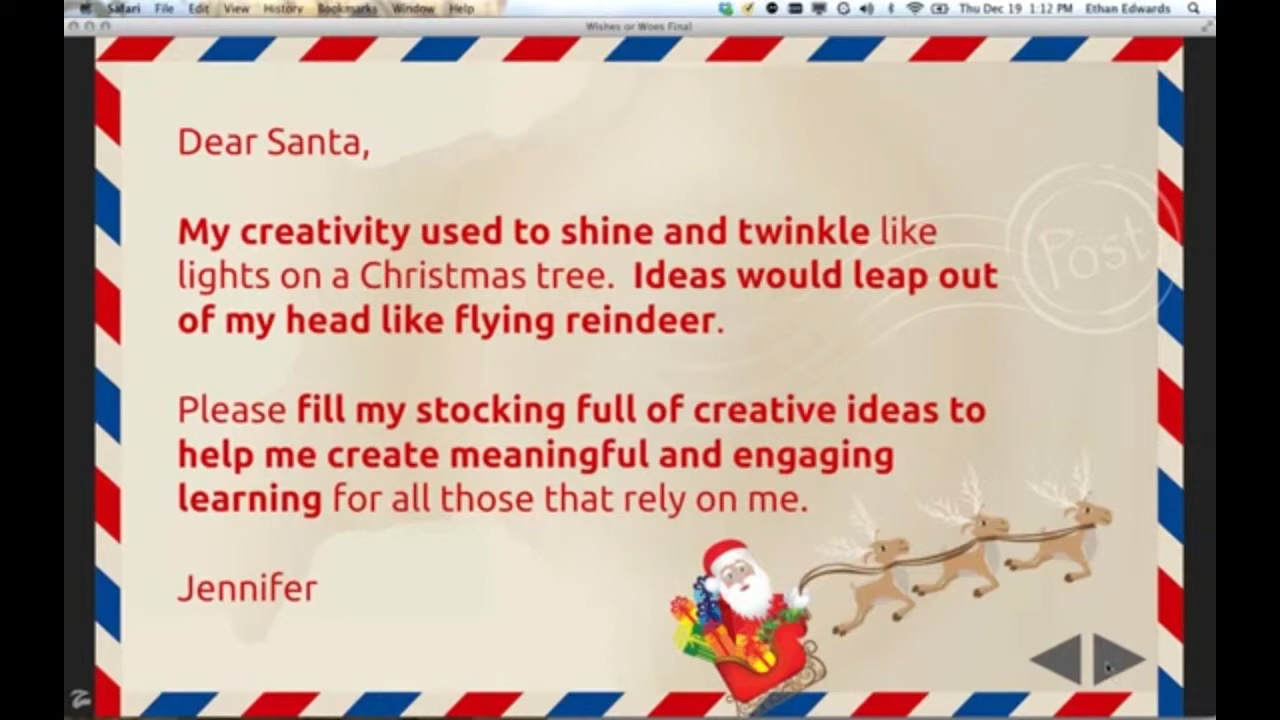 Safari File Edit View History Bookmarks Window Help Thu Dec 19 1:12 PM Ethan Edwards
Wishes or Woes Final
Dear Santa,
My creativity used to shine and twinkle like
lights on a Christmas tree. Ideas would leap out
of my head like flying reindeer.
Post
Please fill my stocking full of creative ideas to
help me create meaningful and engaging
learning for all those that rely on me.
Jennifer